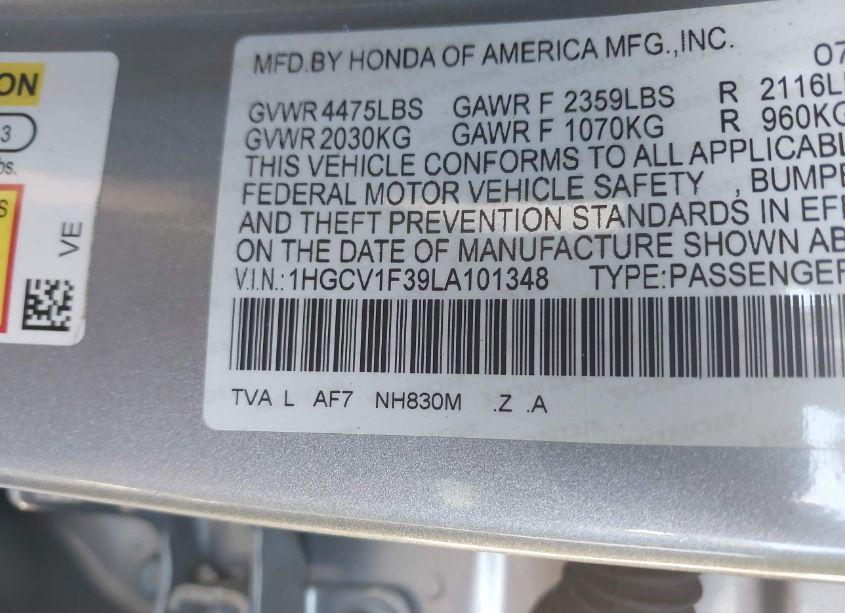 ON
3
bs.
S
VE
MFD.BY HONDA OF AMERICA MFG.,INC. 07
GVWR 4475LBS GAWR F 2359LBS R 2116L
GVWR 2030KG GAWR F 1070KG R 960KG
THIS VEHICLE CONFORMS TO ALL APPLICABL
FEDERAL MOTOR VEHICLE SAFETY , BUMPE
AND THEFT PREVENTION STANDARDS IN EFF
ON THE DATE OF MANUFACTURE SHOWN AB
V.I.N.: 1HGCV1F39LA101348 TYPE:PASSENGER
TVA L AF7 NH830M .Z .A